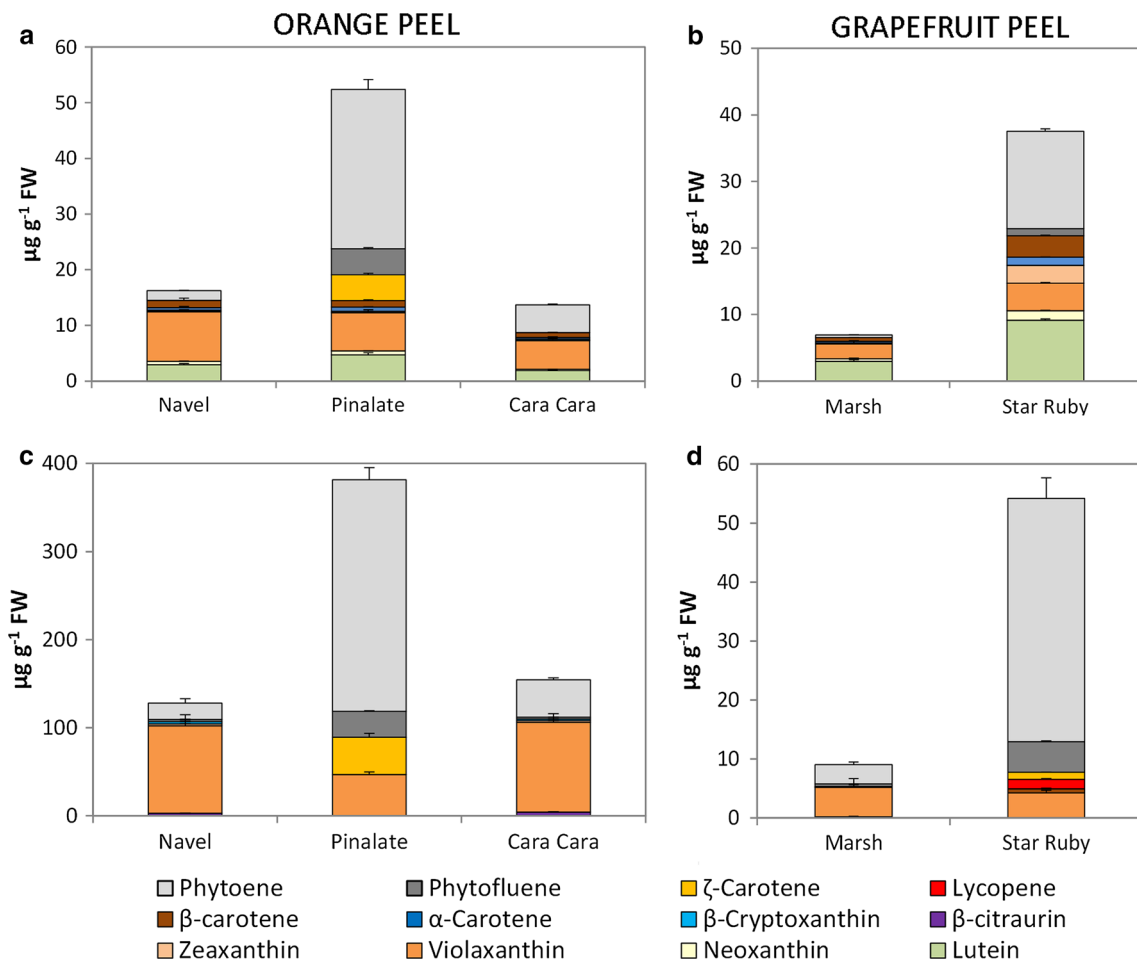 a
ORANGE PEEL
60
50
40
30
20
10
0
µg g-1 FW
Navel
Pinalate
Cara Cara
b
GRAPEFRUIT PEEL
50
40
30
20
10
0
µg g-1 FW
Marsh
Star Ruby
c
400
300
200
100
0
µg g-1 FW
Navel
Pinalate
Cara Cara
d
60
50
40
30
20
10
0
µg g-1 FW
Marsh
Star Ruby
Phytoene
Phytofluene
ζ-Carotene
Lycopene
β-carotene
α-Carotene
β-Cryptoxanthin
β-citraurin
Zeaxanthin
Violaxanthin
Neoxanthin
Lutein